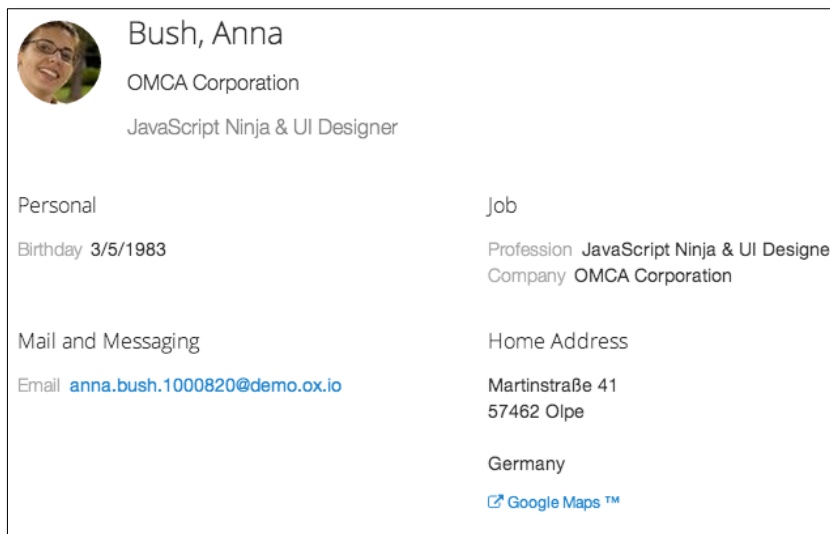 Bush, Anna
OMCA Corporation
JavaScript Ninja & UI Designer
Personal
Birthday 3/5/1983
Job
Profession JavaScript Ninja & UI Designe
Company OMCA Corporation
Mail and Messaging
Email anna.bush.1000820@demo.ox.io
Home Address
Martinstraße 41
57462 Olpe
Germany
Google Maps ™